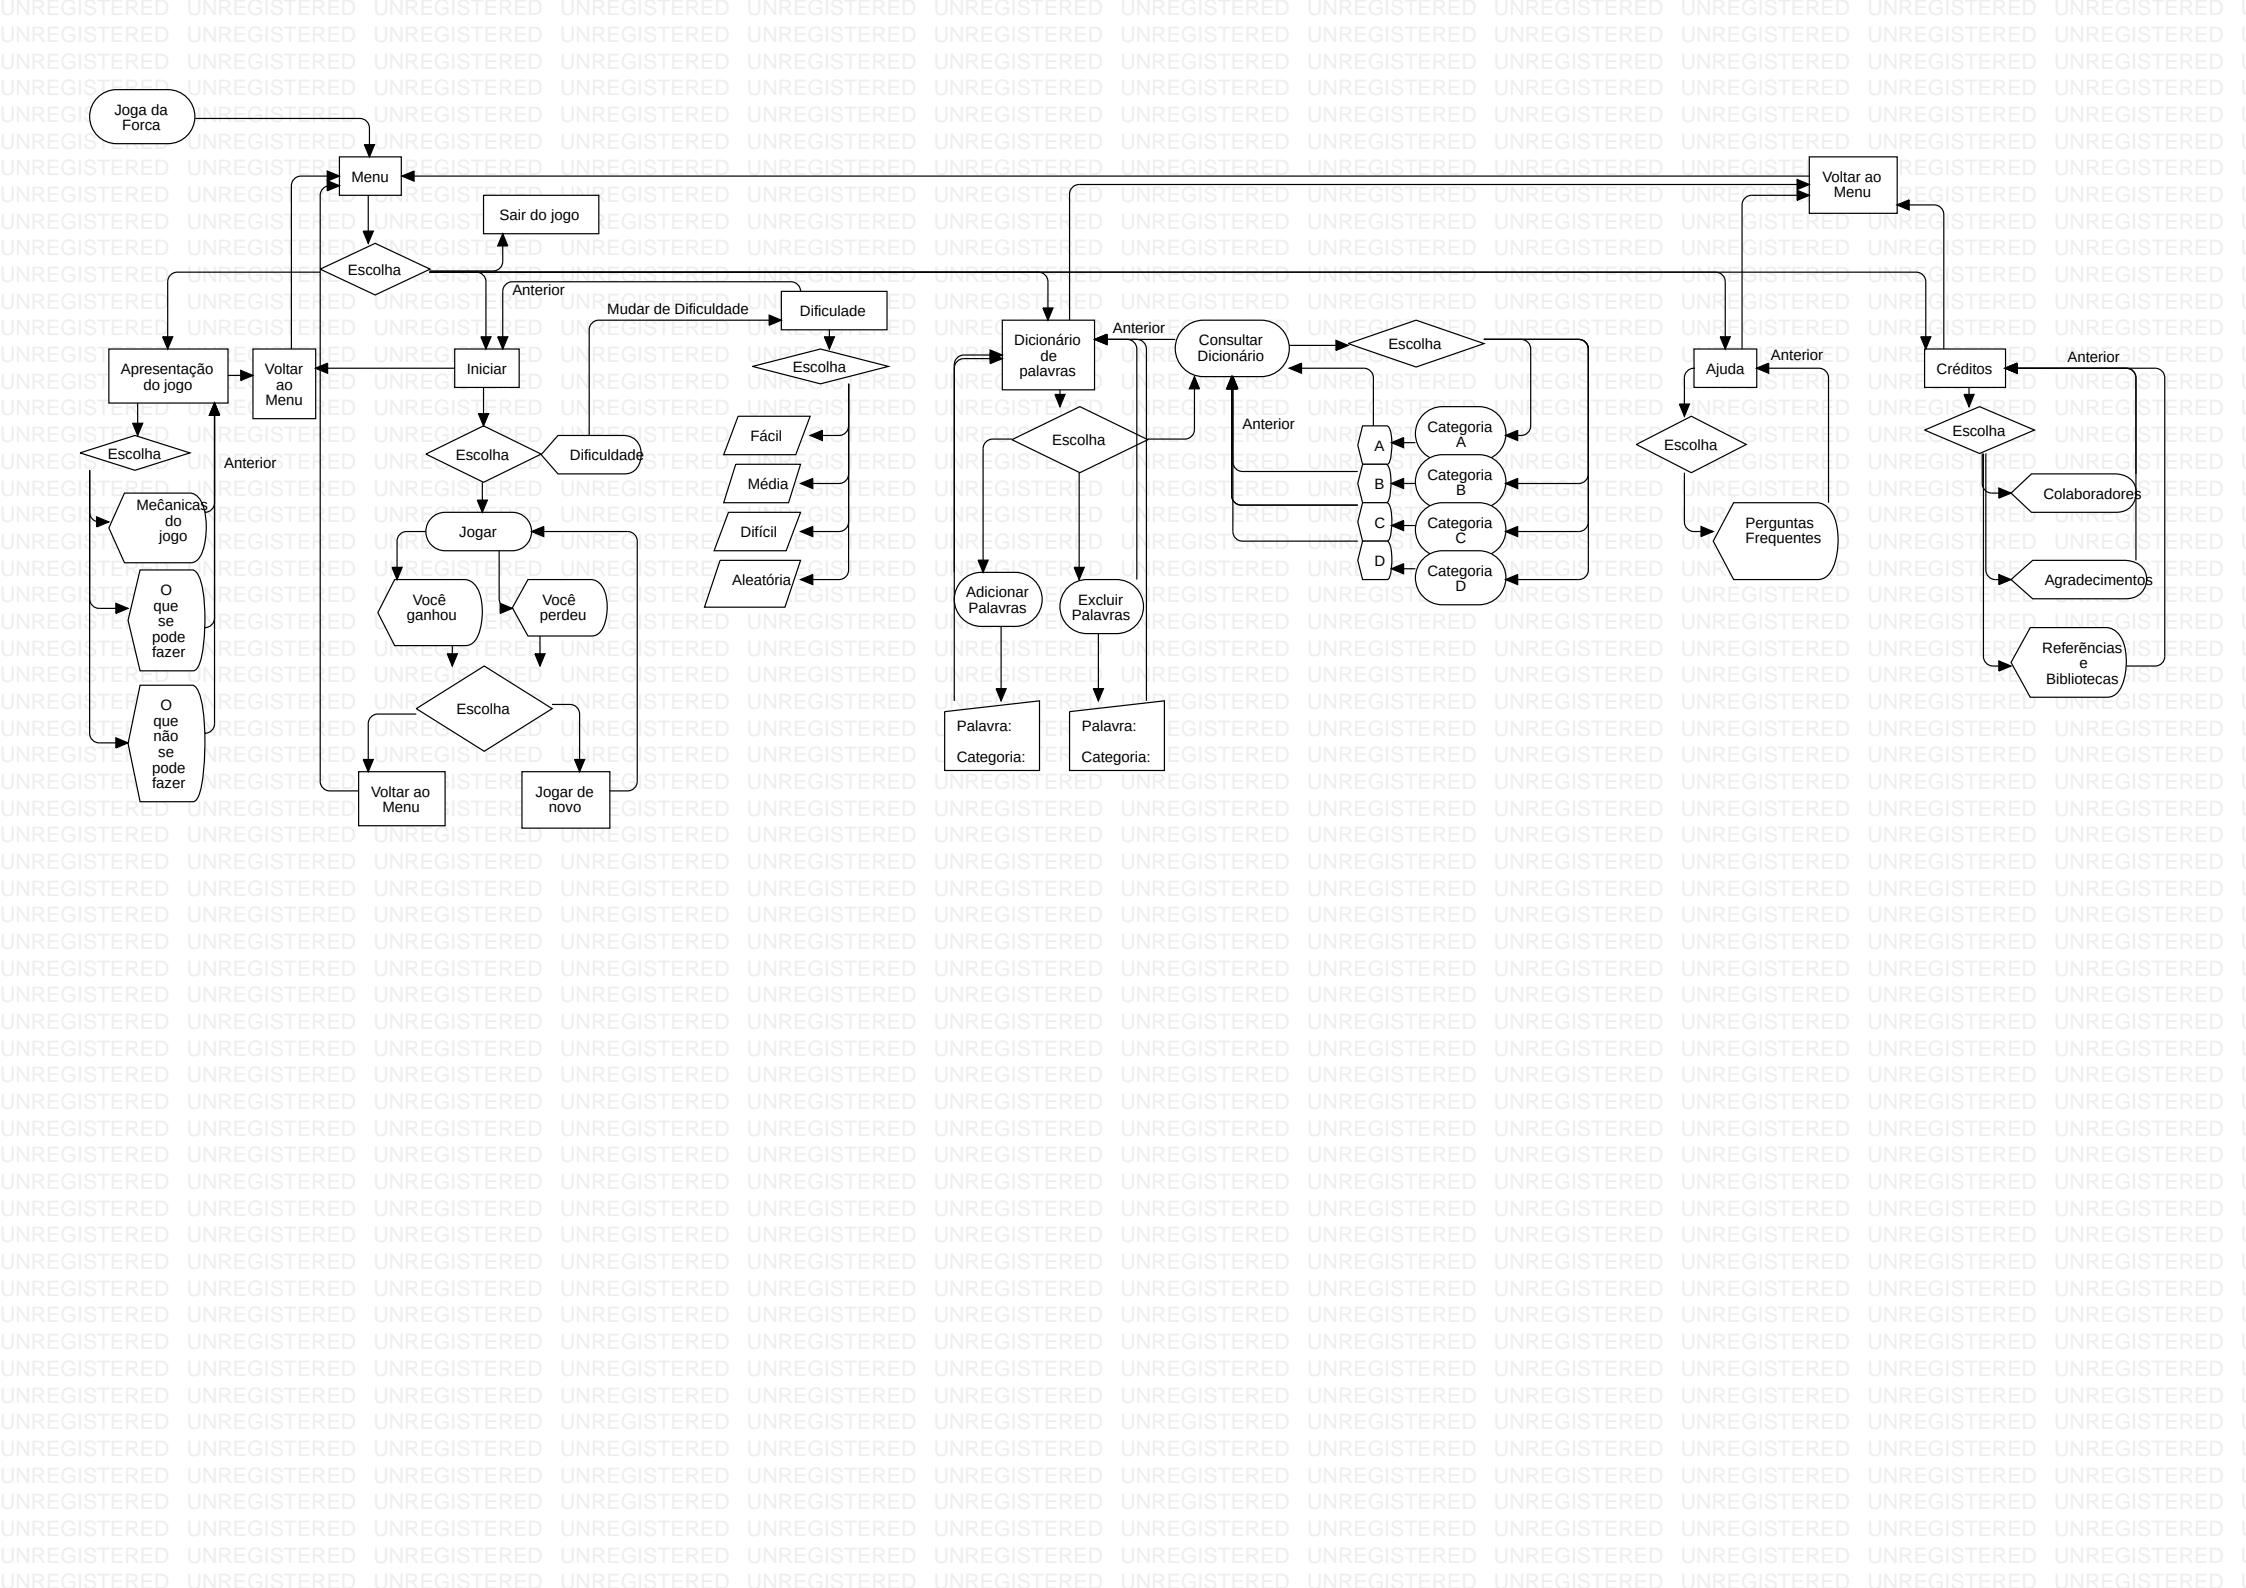 Joga da
Forca
Menu
Sair do jogo
Voltar ao
Menu
Escolha
Anterior
Mudar de Dificuldade
Dificulade
Escolha
Apresentação
do jogo
Voltar
ao
Menu
Iniciar
Escolha
Anterior
Mecânicas
do
jogo
O
que
se
pode
fazer
O
que
não
se
pode
fazer
Escolha
Dificuldade
Jogar
Você
ganhou
Você
perdeu
Escolha
Voltar ao
Menu
Jogar de
novo
Fácil
Média
Difícil
Aleatória
Dicionário
de
palavras
Anterior
Consultar
Dicionário
Escolha
Escolha
Anterior
A
B
C
D
Categoria
A
Categoria
B
Categoria
C
Categoria
D
Adicionar
Palavras
Excluir
Palavras
Palavra:
Categoria:
Palavra:
Categoria:
Ajuda
Anterior
Escolha
Perguntas
Frequentes
Créditos
Anterior
Escolha
Colaboradores
Agradecimentos
Referẽncias
e
Bibliotecas
UNREGISTERED